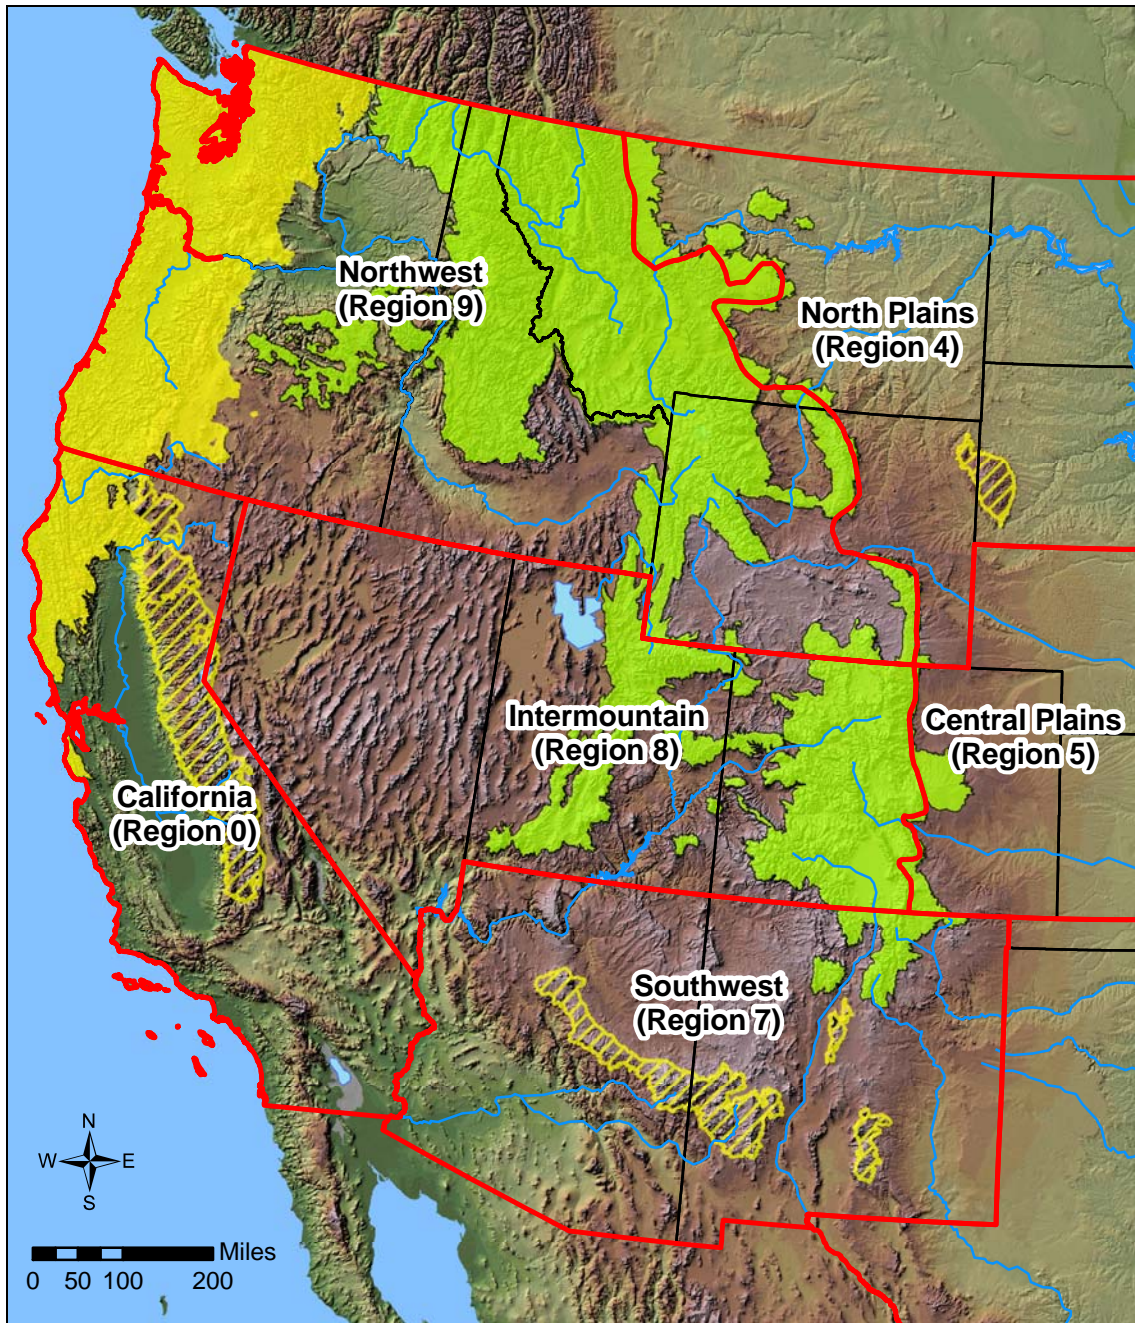 Northwest
(Region 9)
North Plains
(Region 4)
Intermountain
(Region 8)
Central Plains
(Region 5)
California
(Region 0)
Southwest
(Region 7)
N
W E
S
Miles
0 50 100 200